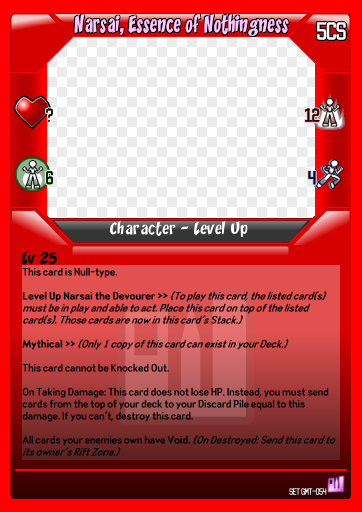 Narsai, Essence of Nothingness
5CS
?
12
6
4
Character - Level Up
Lv 25
This card is Null-type.
Level Up Narsai the Devourer >> (To play this card, the listed card(s)
must be in play and able to act. Place this card on top of the listed
card(s). Those cards are now in this card's Stack.)
Mythical >> (Only 1 copy of this card can exist in your Deck.)
This card cannot be Knocked Out.
On Taking Damage: This card does not lose HP. Instead, you must send
cards from the top of your deck to your Discard Pile equal to this
damage. If you can't, destroy this card.
All cards your enemies own have Void. (On Destroyed: Send this card to
its owner's Rift Zone.)
SET GMT-054